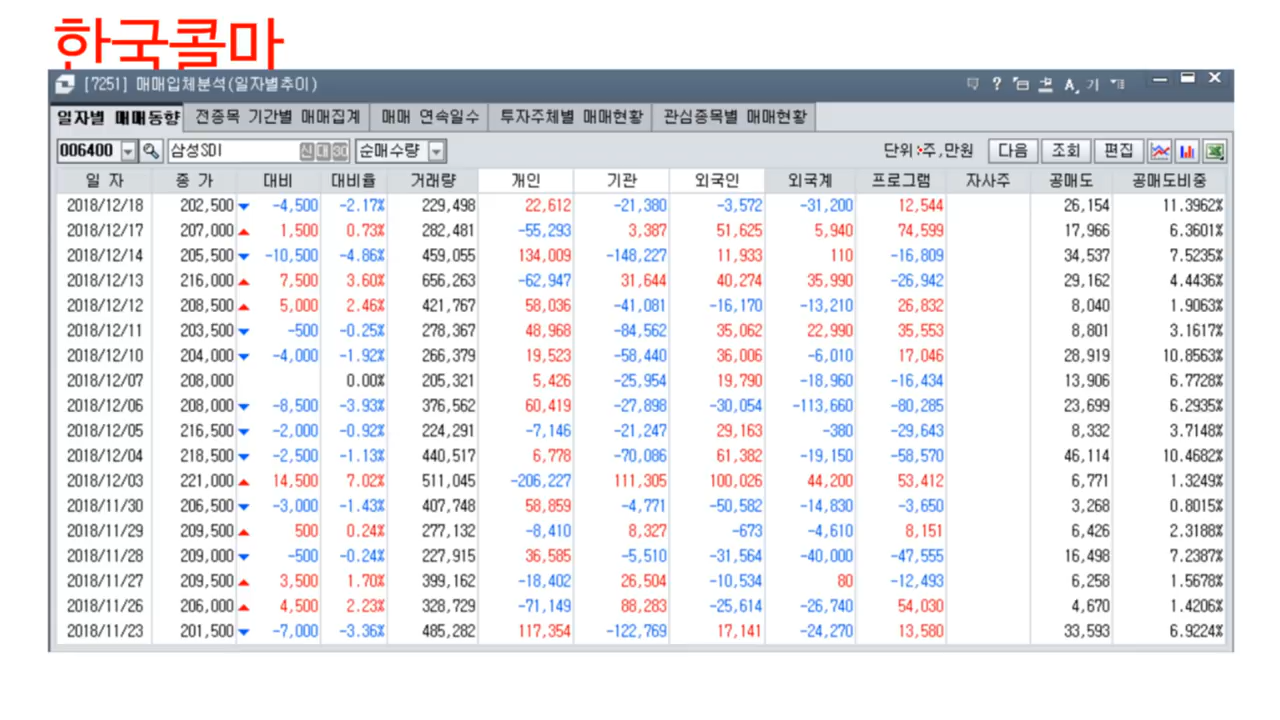 한국콜마
[7251] 매매입체분석(일자별추이)
일자별 매매동향 전종목 기간별 매매집계 매매 연속일수 투자주체별 매매현황 관심종목별 매매현황
006400 삼성SDI 신 대 30 순매수량 단위:주,만원 다음 조회 편집
일 자 종 가 대비 대비율 거래량 개인 기관 외국인 외국계 프로그램 자사주 공매도 공매도비중
2018/12/18 202,500 ▼ -4,500 -2.17% 229,498 22,612 -21,380 -3,572 -31,200 12,544 26,154 11.3962%
2018/12/17 207,000 ▲ 1,500 0.73% 282,481 -55,293 3,387 51,625 5,940 74,599 17,966 6.3601%
2018/12/14 205,500 ▼ -10,500 -4.86% 459,055 134,009 -148,227 11,933 110 -16,809 34,537 7.5235%
2018/12/13 216,000 ▲ 7,500 3.60% 656,263 -62,947 31,644 40,274 35,990 -26,942 29,162 4.4436%
2018/12/12 208,500 ▲ 5,000 2.46% 421,767 58,036 -41,081 -16,170 -13,210 26,832 8,040 1.9063%
2018/12/11 203,500 ▼ -500 -0.25% 278,367 48,968 -84,562 35,062 22,990 35,553 8,801 3.1617%
2018/12/10 204,000 ▼ -4,000 -1.92% 266,379 19,523 -58,440 36,006 -6,010 17,046 28,919 10.8563%
2018/12/07 208,000 0.00% 205,321 5,426 -25,954 19,790 -18,960 -16,434 13,906 6.7728%
2018/12/06 208,000 ▼ -8,500 -3.93% 376,562 60,419 -27,898 -30,054 -113,660 -80,285 23,699 6.2935%
2018/12/05 216,500 ▼ -2,000 -0.92% 224,291 -7,146 -21,247 29,163 -380 -29,643 8,332 3.7148%
2018/12/04 218,500 ▼ -2,500 -1.13% 440,517 6,778 -70,086 61,382 -19,150 -58,570 46,114 10.4682%
2018/12/03 221,000 ▲ 14,500 7.02% 511,045 -206,227 111,305 100,026 44,200 53,412 6,771 1.3249%
2018/11/30 206,500 ▼ -3,000 -1.43% 407,748 58,859 -4,771 -50,582 -14,830 -3,650 3,268 0.8015%
2018/11/29 209,500 ▲ 500 0.24% 277,132 -8,410 8,327 -673 -4,610 8,151 6,426 2.3188%
2018/11/28 209,000 ▼ -500 -0.24% 227,915 36,585 -5,510 -31,564 -40,000 -47,555 16,498 7.2387%
2018/11/27 209,500 ▲ 3,500 1.70% 399,162 -18,402 26,504 -10,534 80 -12,493 6,258 1.5678%
2018/11/26 206,000 ▲ 4,500 2.23% 328,729 -71,149 88,283 -25,614 -26,740 54,030 4,670 1.4206%
2018/11/23 201,500 ▼ -7,000 -3.36% 485,282 117,354 -122,769 17,141 -24,270 13,580 33,593 6.9224%